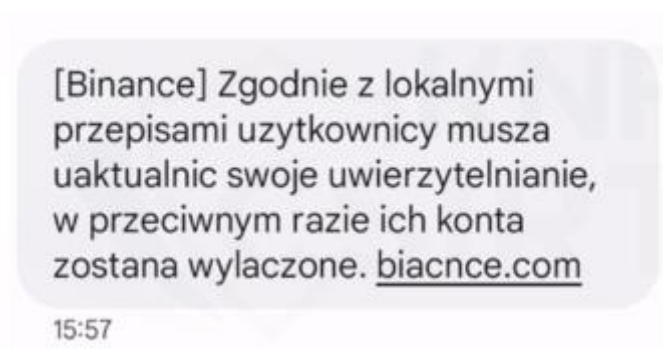 [Binance] Zgodnie z lokalnymi
przepisami uzytkownicy musza
uaktualnic swoje uwierzytelnianie,
w przeciwnym razie ich konta
zostana wylaczone. biacnce.com
15:57